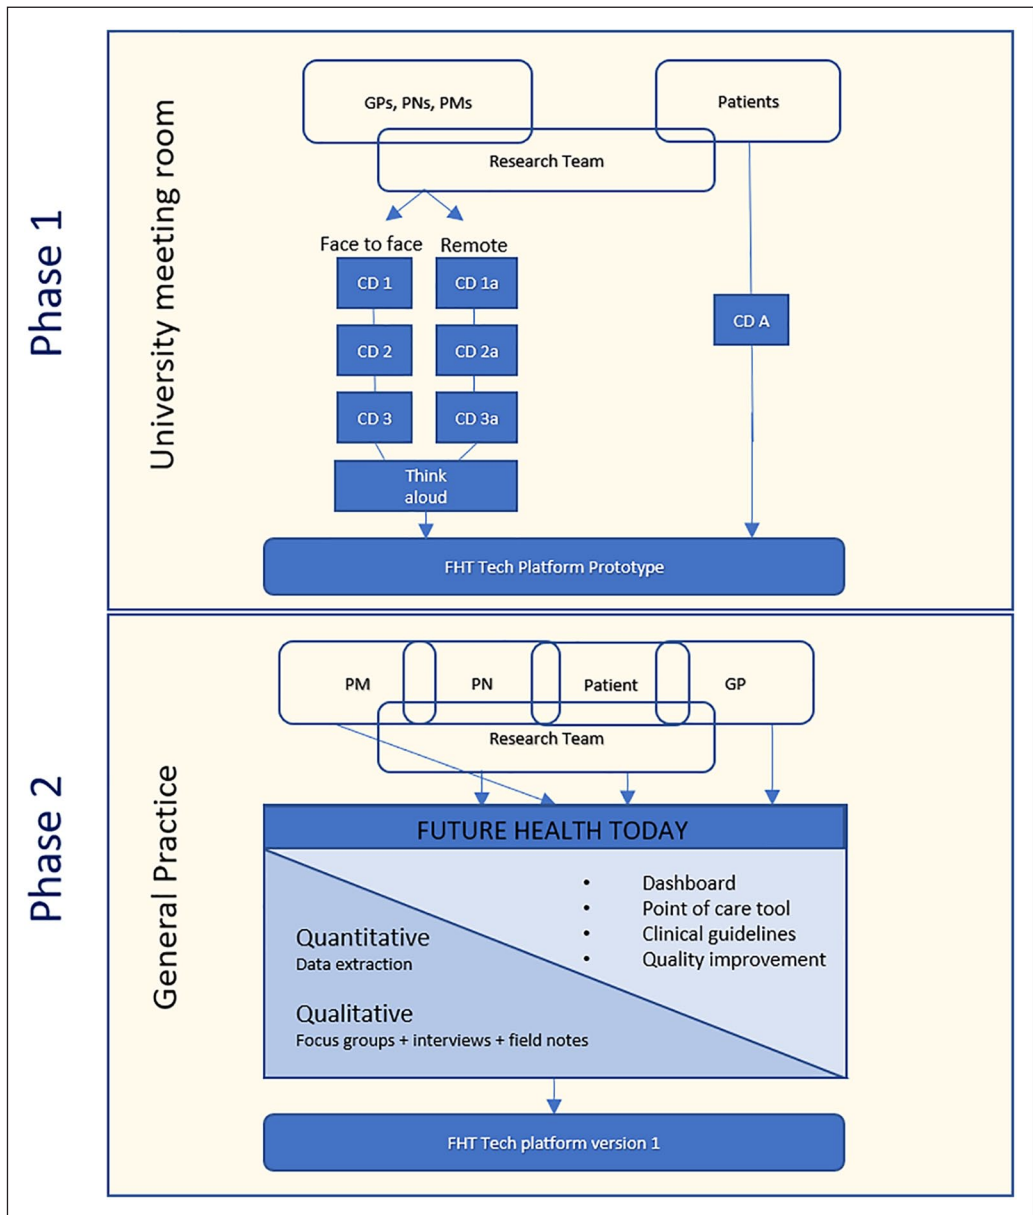 Phase 1
University meeting room
GPs, PNs, PMs
Patients
Research Team
Face to face
Remote
CD 1
CD 1a
CD A
CD 2
CD 2a
CD 3
CD 3a
Think
aloud
FHT Tech Platform Prototype
Phase 2
General Practice
PM
PN
Patient
GP
Research Team
FUTURE HEALTH TODAY
• Dashboard
• Point of care tool
• Clinical guidelines
• Quality improvement
Quantitative
Data extraction
Qualitative
Focus groups + interviews + field notes
FHT Tech platform version 1